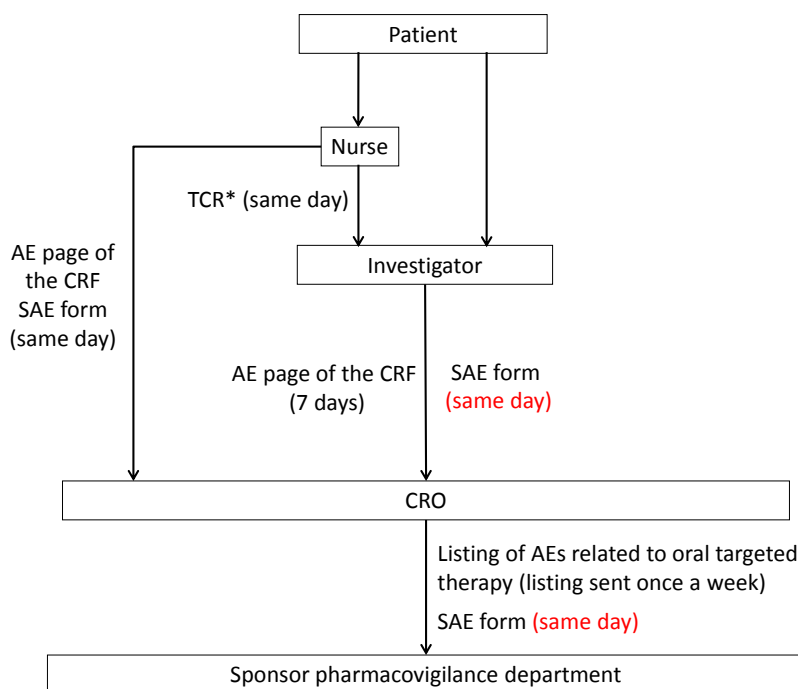 Patient
Nurse
TCR* (same day)
AE page of
the CRF
SAE form
(same day)
Investigator
AE page of the CRF
(7 days)
SAE form
(same day)
CRO
Listing of AEs related to oral targeted
therapy (listing sent once a week)
SAE form (same day)
Sponsor pharmacovigilance department